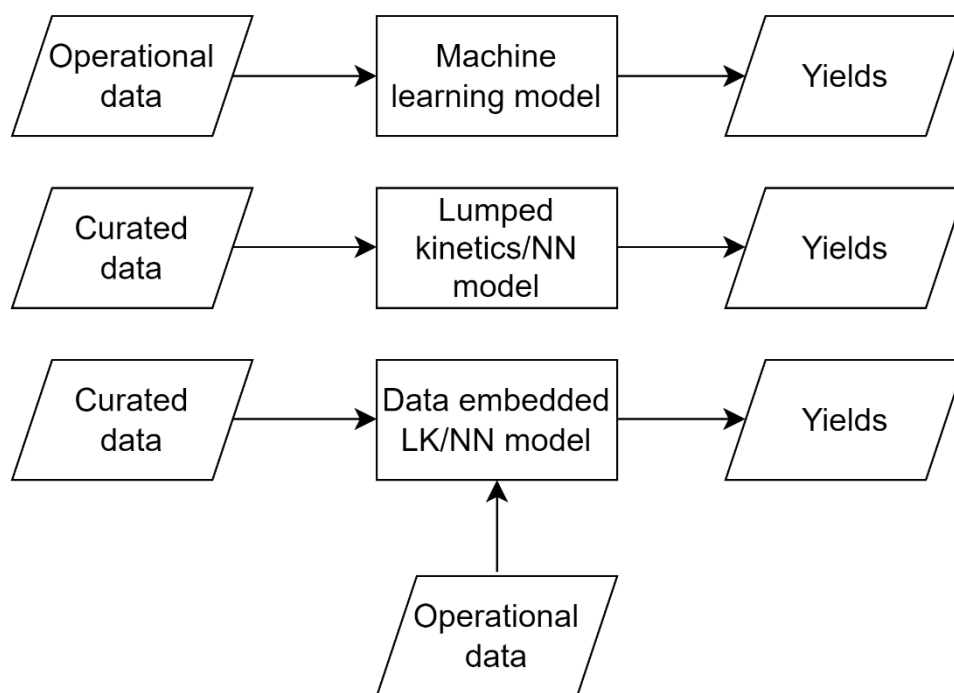 Operational
data
Machine
learning model
Yields
Curated
data
Lumped
kinetics/NN
model
Yields
Curated
data
Data embedded
LK/NN model
Yields
Operational
data